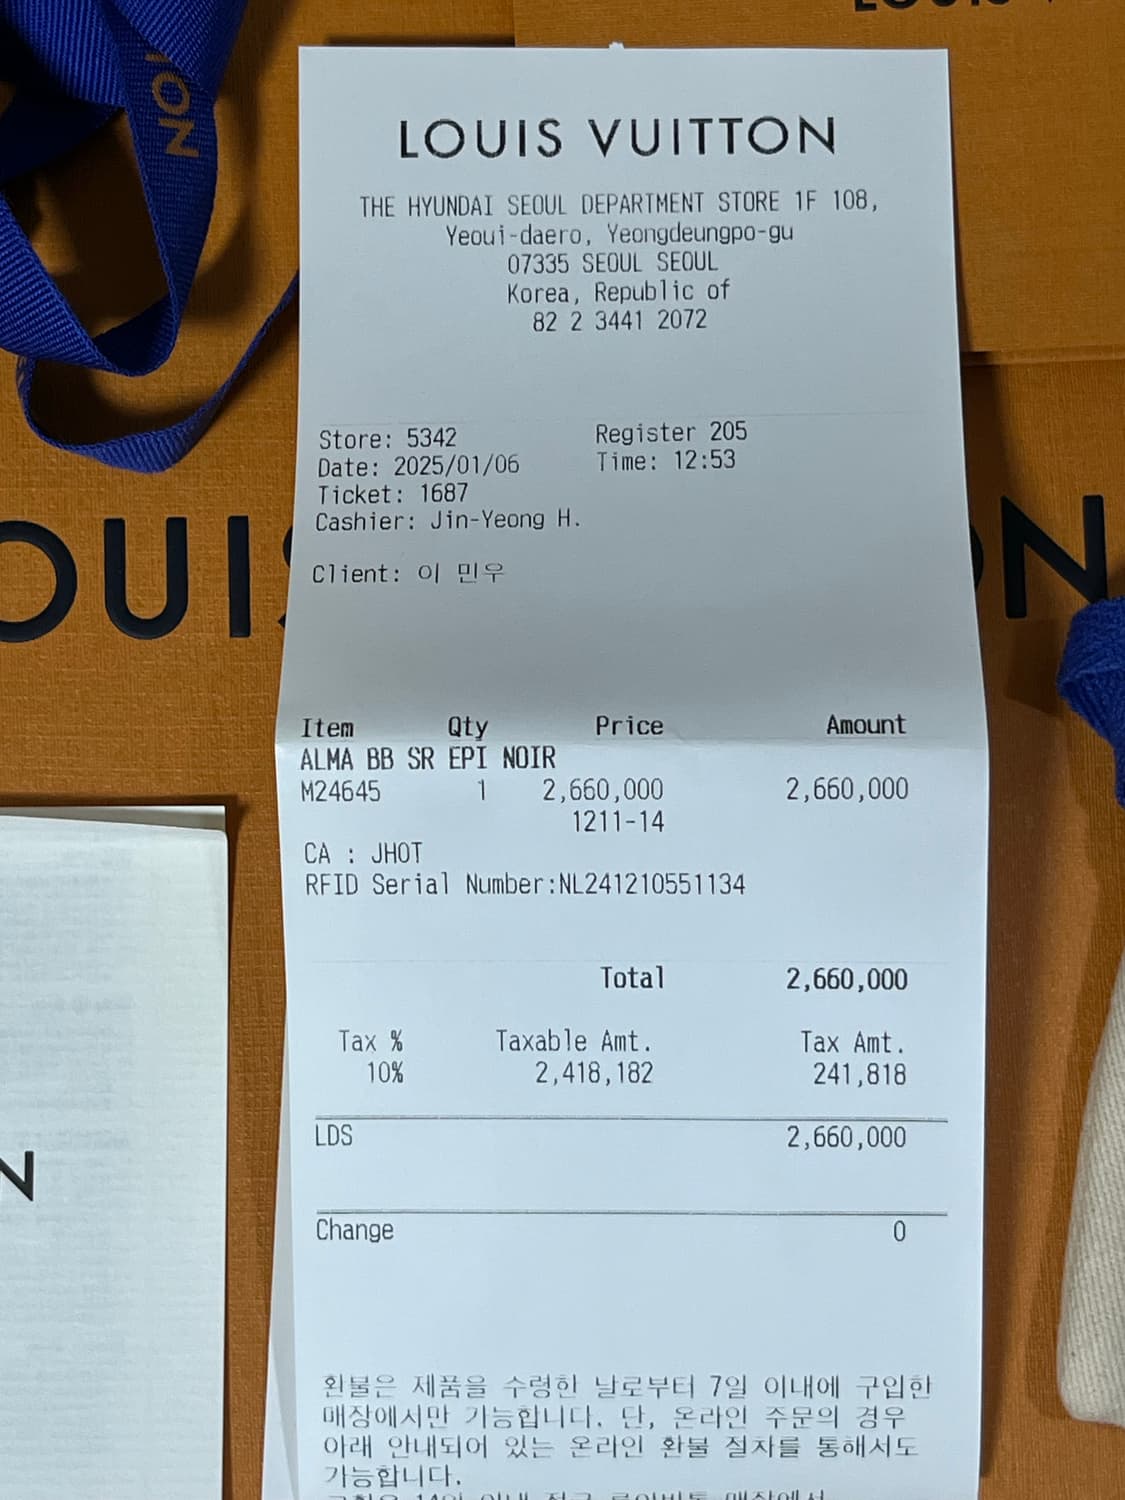 LOUIS V
ION
LOUIS VUITTON
THE HYUNDAI SEOUL DEPARTMENT STORE 1F 108,
Yeoui-daero, Yeongdeungpo-gu
07335 SEOUL SEOUL
Korea, Republic of
82 2 3441 2072
Store: 5342 Register 205
Date: 2025/01/06 Time: 12:53
Ticket: 1687
Cashier: Jin-Yeong H.
OUIS ON
Client: 이 민우
Item Qty Price Amount
ALMA BB SR EPI NOIR
M24645 1 2,660,000 2,660,000
1211-14
CA : JHOT
RFID Serial Number:NL241210551134
Total 2,660,000
Tax % Taxable Amt. Tax Amt.
10% 2,418,182 241,818
LDS 2,660,000
N
Change 0
환불은 제품을 수령한 날로부터 7일 이내에 구입한
매장에서만 가능합니다. 단, 온라인 주문의 경우
아래 안내되어 있는 온라인 환불 절차를 통해서도
가능합니다.